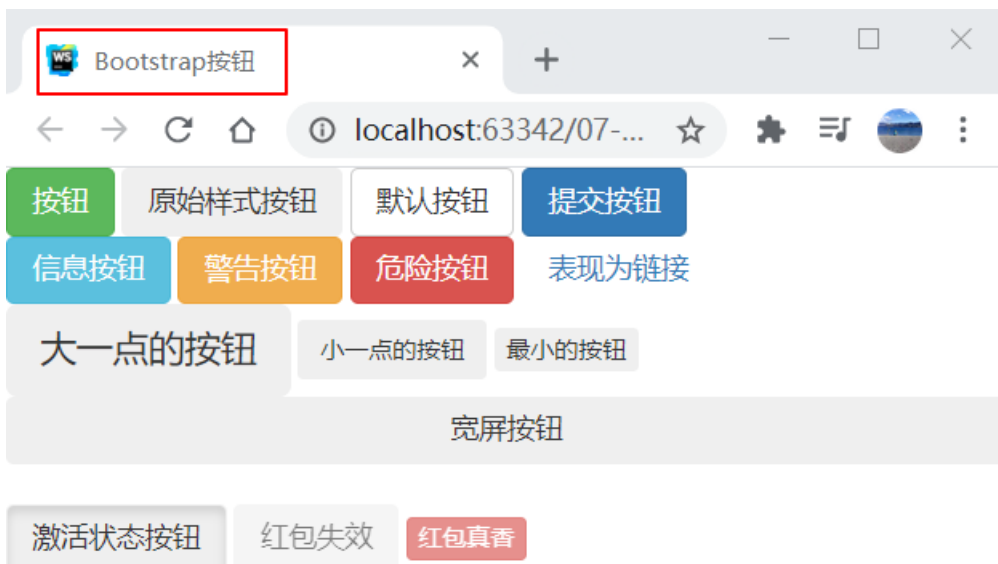 WS Bootstrap按钮
localhost:63342/07-...
按钮 原始样式按钮 默认按钮 提交按钮
信息按钮 警告按钮 危险按钮 表现为链接
大一点的按钮 小一点的按钮 最小的按钮
宽屏按钮
激活状态按钮 红包失效 红包真香